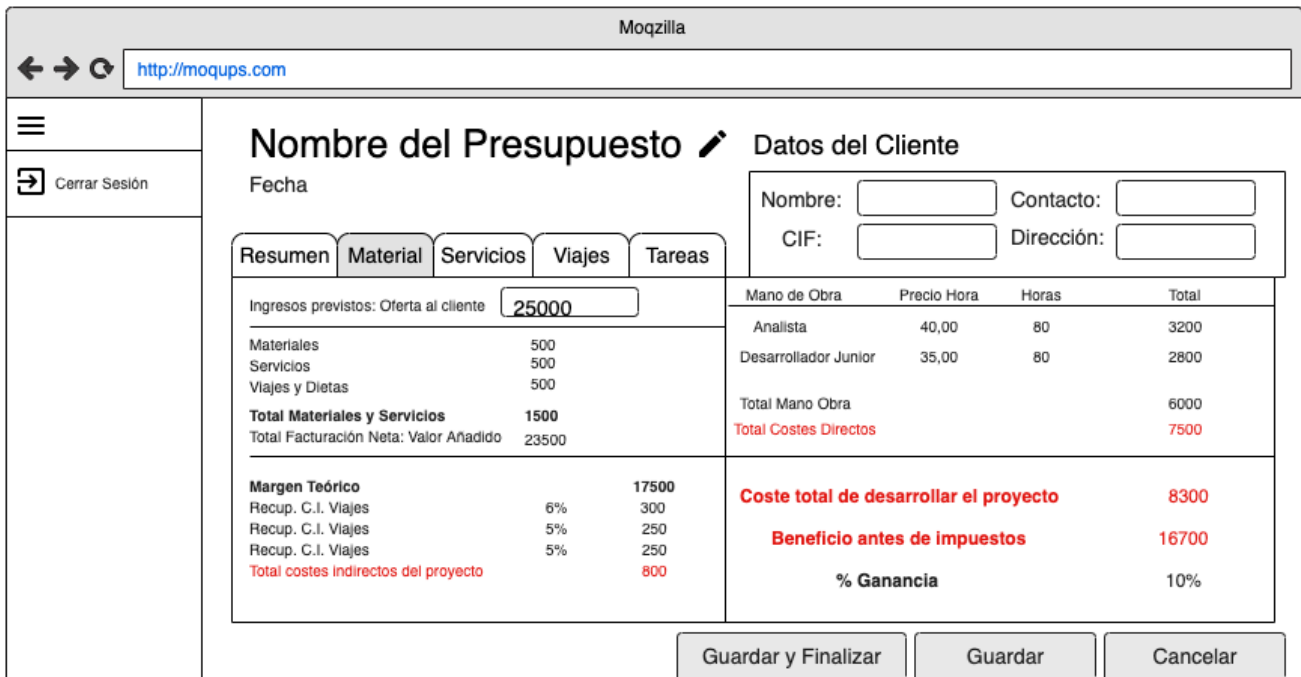 Moqzilla
http://moqups.com
Cerrar Sesión
Nombre del Presupuesto
Fecha
Datos del Cliente
Nombre: Contacto:
CIF: Dirección:
Resumen Material Servicios Viajes Tareas
Ingresos previstos: Oferta al cliente 25000
Materiales 500
Servicios 500
Viajes y Dietas 500
Total Materiales y Servicios 1500
Total Facturación Neta: Valor Añadido 23500
Mano de Obra Precio Hora Horas Total
Analista 40,00 80 3200
Desarrollador Junior 35,00 80 2800
Total Mano Obra 6000
Total Costes Directos 7500
Margen Teórico 17500
Recup. C.I. Viajes 6% 300
Recup. C.I. Viajes 5% 250
Recup. C.I. Viajes 5% 250
Total costes indirectos del proyecto 800
Coste total de desarrollar el proyecto 8300
Beneficio antes de impuestos 16700
% Ganancia 10%
Guardar y Finalizar Guardar Cancelar